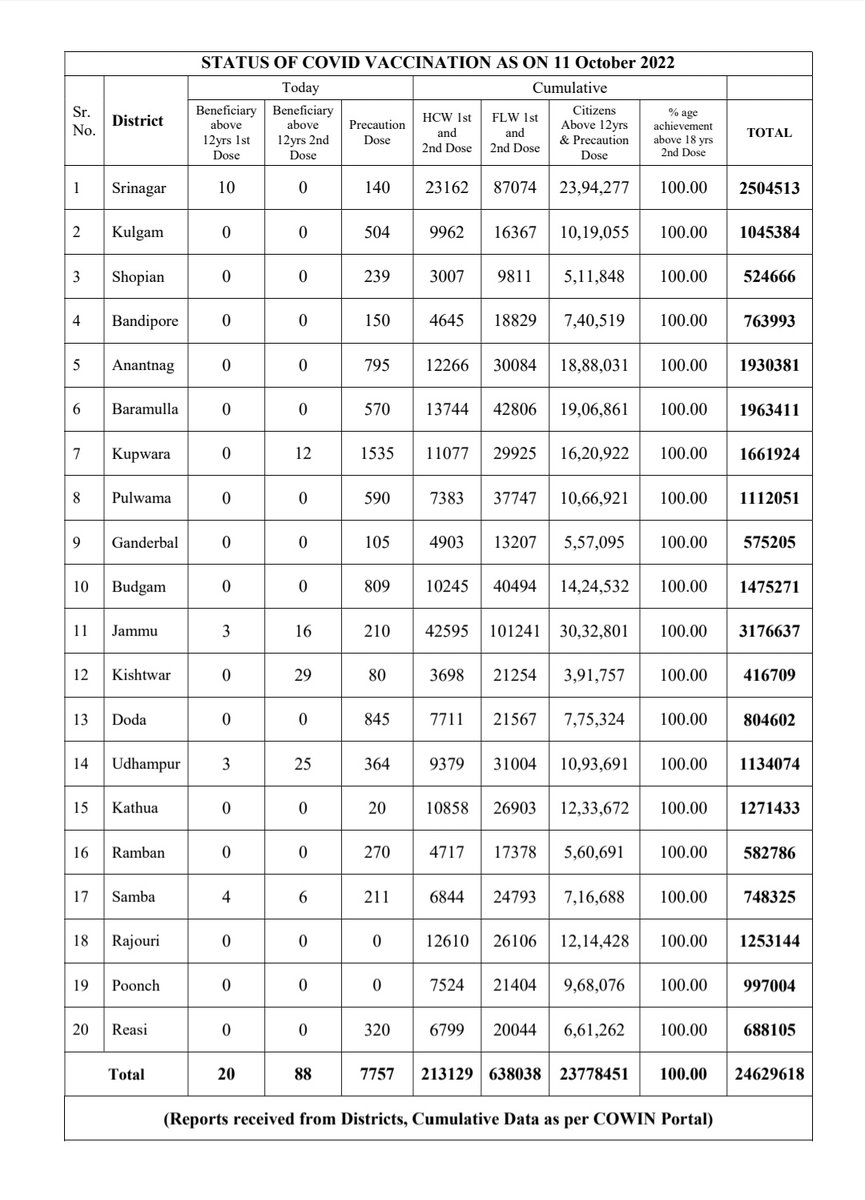 STATUS OF COVID VACCINATION AS ON 11 October 2022
Today Cumulative
Sr. No. District Beneficiary above 12yrs 1st Dose Beneficiary above 12yrs 2nd Dose Precaution Dose HCW 1st and 2nd Dose FLW 1st and 2nd Dose Citizens Above 12yrs & Precaution Dose % age achievement above 18 yrs 2nd Dose TOTAL
1 Srinagar 10 0 140 23162 87074 23,94,277 100.00 2504513
2 Kulgam 0 0 504 9962 16367 10,19,055 100.00 1045384
3 Shopian 0 0 239 3007 9811 5,11,848 100.00 524666
4 Bandipore 0 0 150 4645 18829 7,40,519 100.00 763993
5 Anantnag 0 0 795 12266 30084 18,88,031 100.00 1930381
6 Baramulla 0 0 570 13744 42806 19,06,861 100.00 1963411
7 Kupwara 0 12 1535 11077 29925 16,20,922 100.00 1661924
8 Pulwama 0 0 590 7383 37747 10,66,921 100.00 1112051
9 Ganderbal 0 0 105 4903 13207 5,57,095 100.00 575205
10 Budgam 0 0 809 10245 40494 14,24,532 100.00 1475271
11 Jammu 3 16 210 42595 101241 30,32,801 100.00 3176637
12 Kishtwar 0 29 80 3698 21254 3,91,757 100.00 416709
13 Doda 0 0 845 7711 21567 7,75,324 100.00 804602
14 Udhampur 3 25 364 9379 31004 10,93,691 100.00 1134074
15 Kathua 0 0 20 10858 26903 12,33,672 100.00 1271433
16 Ramban 0 0 270 4717 17378 5,60,691 100.00 582786
17 Samba 4 6 211 6844 24793 7,16,688 100.00 748325
18 Rajouri 0 0 0 12610 26106 12,14,428 100.00 1253144
19 Poonch 0 0 0 7524 21404 9,68,076 100.00 997004
20 Reasi 0 0 320 6799 20044 6,61,262 100.00 688105
Total 20 88 7757 213129 638038 23778451 100.00 24629618
(Reports received from Districts, Cumulative Data as per COWIN Portal)